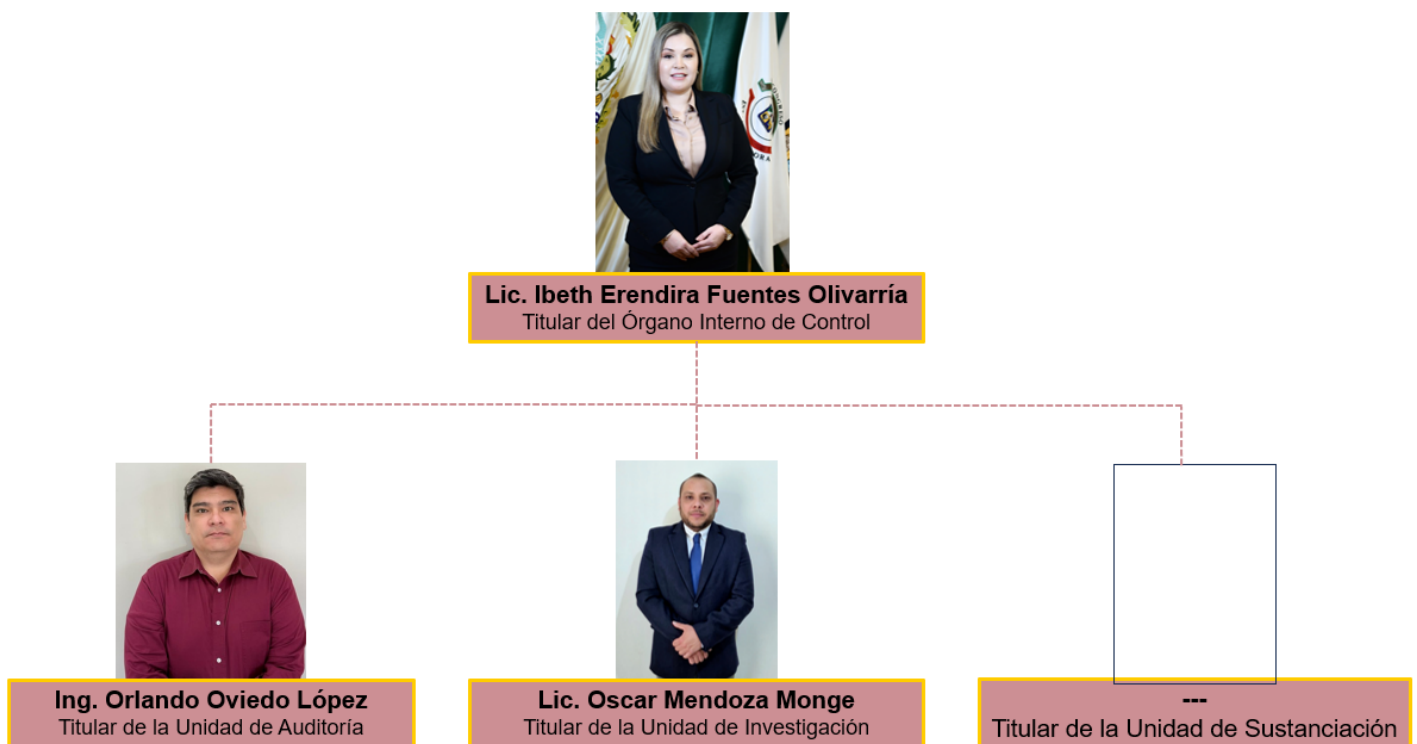 Lic. Ibeth Erendira Fuentes Olivarría
Titular del Órgano Interno de Control
Ing. Orlando Oviedo López
Titular de la Unidad de Auditoría
Lic. Oscar Mendoza Monge
Titular de la Unidad de Investigación
---
Titular de la Unidad de Sustanciación